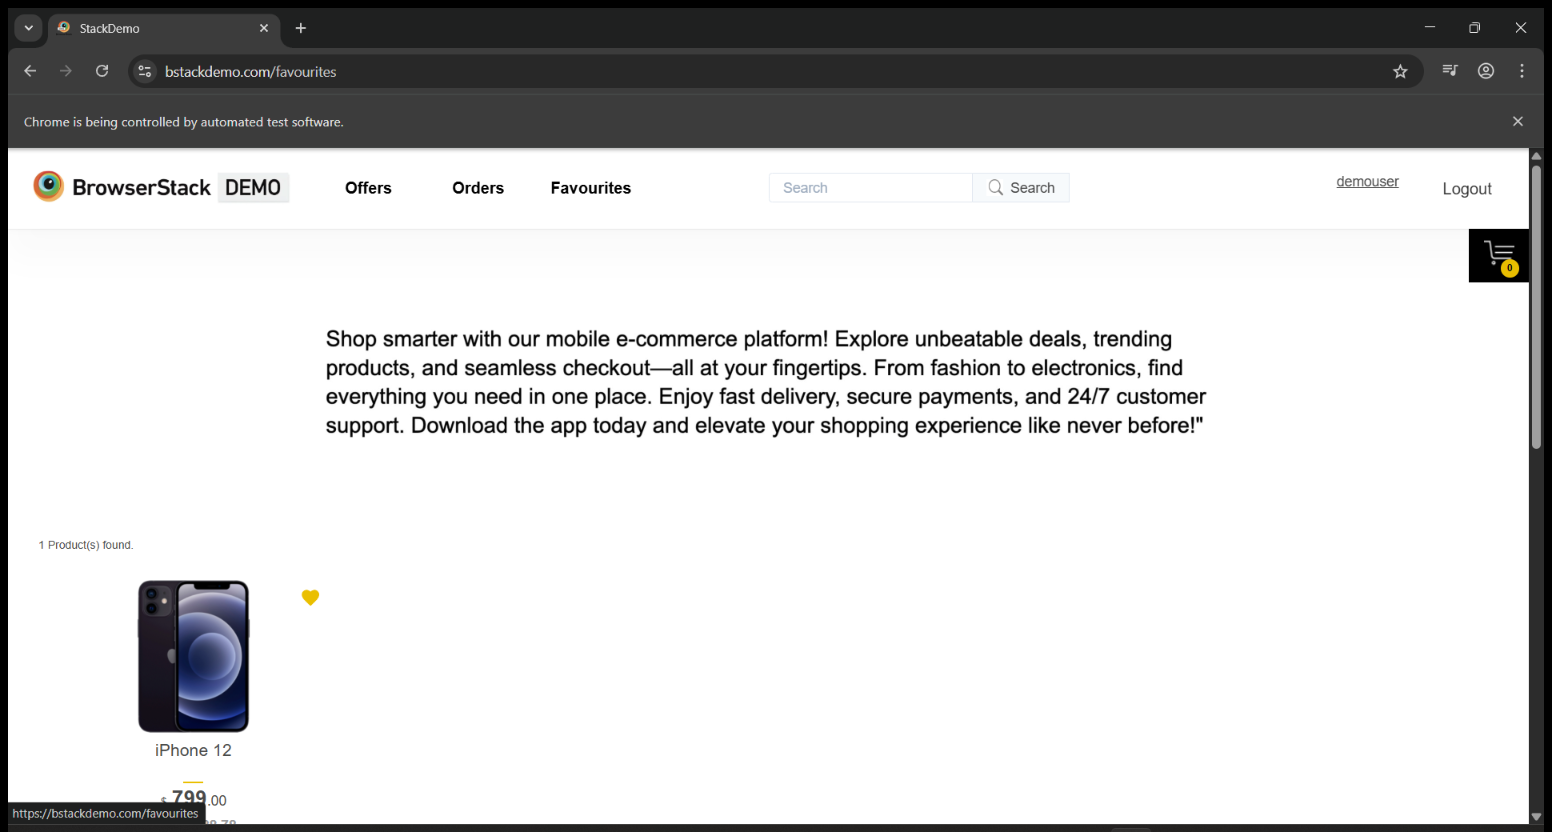 StackDemo
bstackdemo.com/favourites
Chrome is being controlled by automated test software.
BrowserStack DEMO
Offers
Orders
Favourites
Search
Search
demouser
Logout
0
Shop smarter with our mobile e-commerce platform! Explore unbeatable deals, trending
products, and seamless checkout—all at your fingertips. From fashion to electronics, find
everything you need in one place. Enjoy fast delivery, secure payments, and 24/7 customer
support. Download the app today and elevate your shopping experience like never before!"
1 Product(s) found.
iPhone 12
$ 799.00
https://bstackdemo.com/favourites